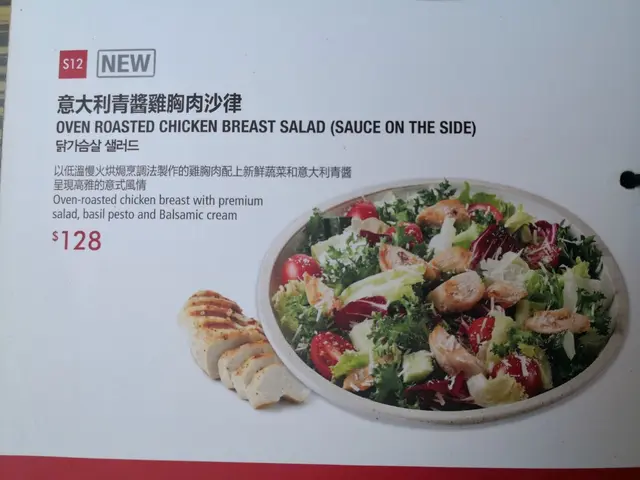 S12 NEW
意大利青醬雞胸肉沙律
OVEN ROASTED CHICKEN BREAST SALAD (SAUCE ON THE SIDE)
닭가슴살 샐러드
以低溫慢火烘焗烹調法製作的雞胸肉配上新鮮蔬菜和意大利青醬
呈現高雅的意式風情
Oven-roasted chicken breast with premium
salad, basil pesto and Balsamic cream
$128